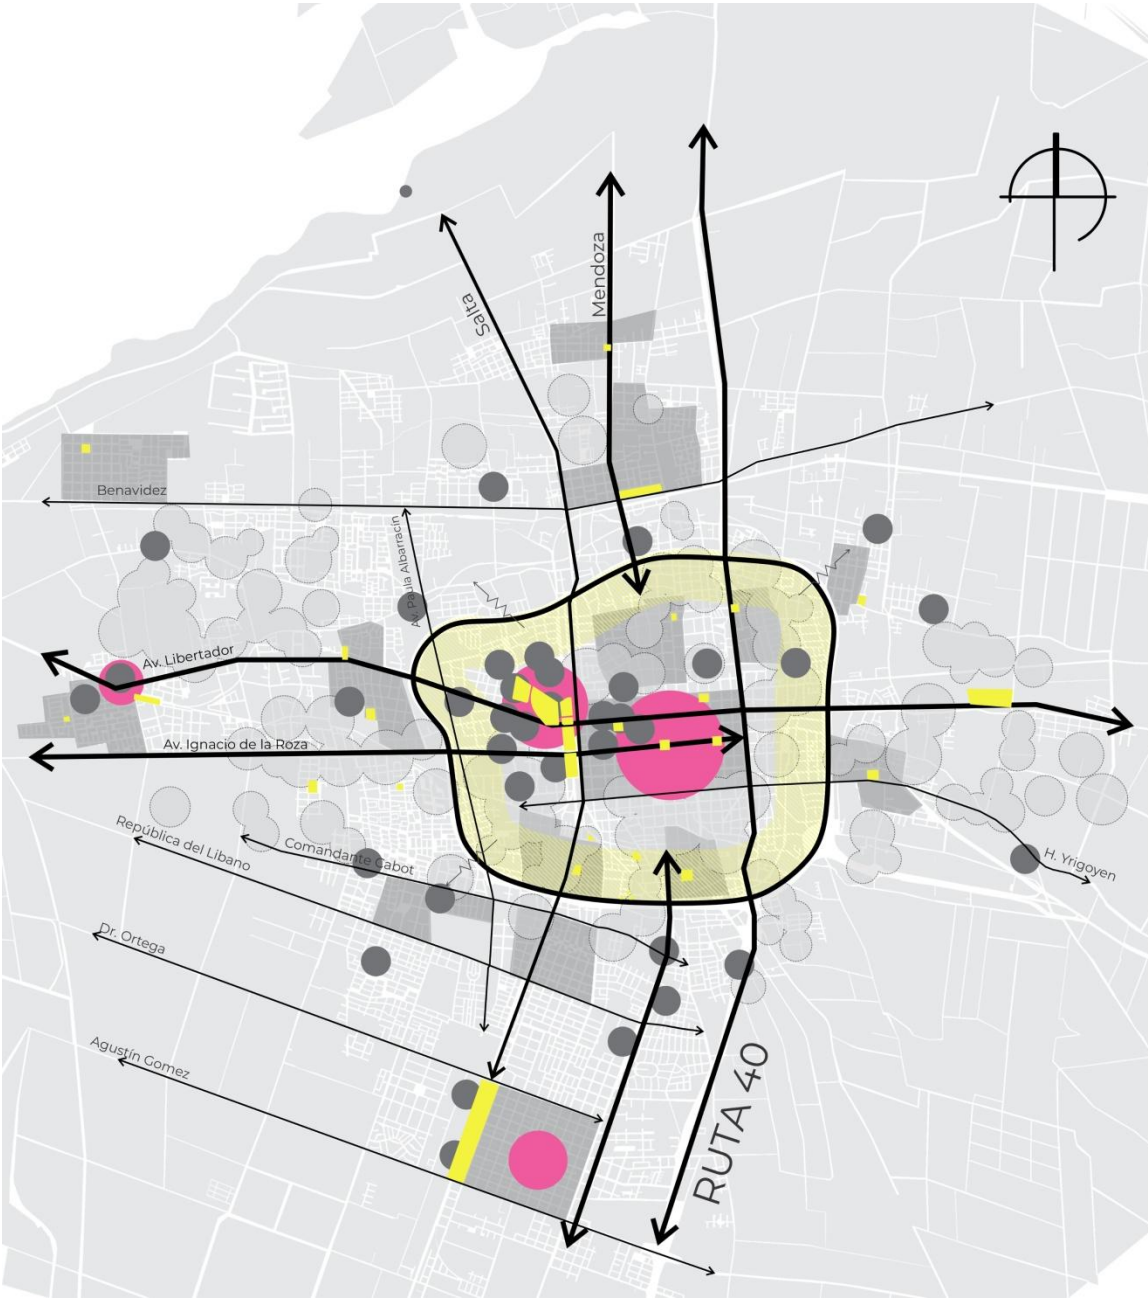 Mendoza
Salta
Benavidez
Av. Paula Albarracin
Av. Libertador
Av. Ignacio de la Roza
República del Libano
Comandante Cabot
H. Yrigoyen
Dr. Ortega
Agustín Gomez
RUTA 40